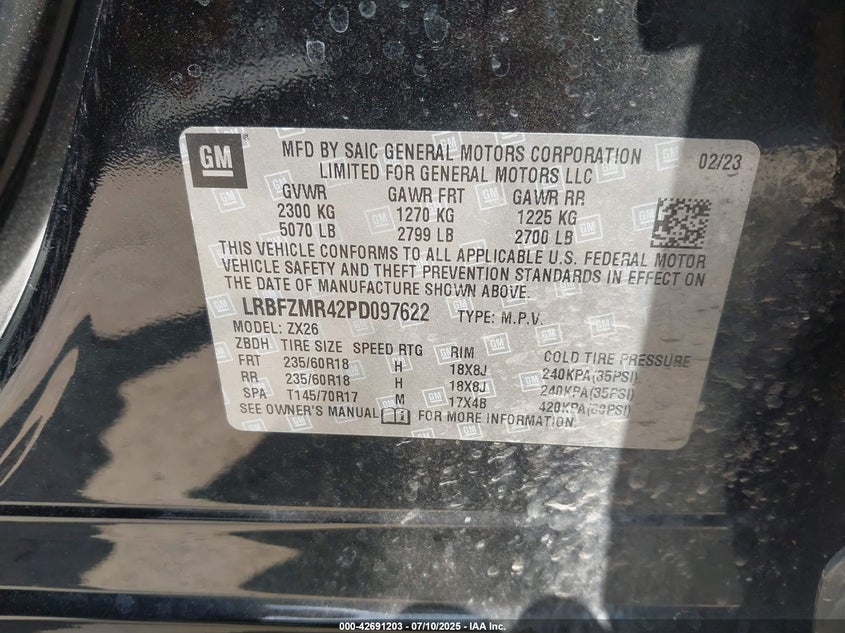 GM
MFD BY SAIC GENERAL MOTORS CORPORATION 02/23
LIMITED FOR GENERAL MOTORS LLC
GVWR GAWR FRT GAWR RR
2300 KG 1270 KG 1225 KG
5070 LB 2799 LB 2700 LB
THIS VEHICLE CONFORMS TO ALL APPLICABLE U.S. FEDERAL MOTOR
VEHICLE SAFETY AND THEFT PREVENTION STANDARDS IN EFFECT ON
THE DATE OF MANUFACTURE SHOWN ABOVE.
LRBFZMR42PD097622 TYPE: M.P.V.
MODEL: ZX26
ZBDH TIRE SIZE SPEED RTG RIM COLD TIRE PRESSURE
FRT 235/60R18 H 18X8J 240KPA(35PSI)
RR 235/60R18 H 18X8J 240KPA(35PSI)
SPA T145/70R17 M 17X4B 420KPA(60PSI)
SEE OWNER'S MANUAL FOR MORE INFORMATION.
000-42691203 - 07/10/2025 - IAA Inc.